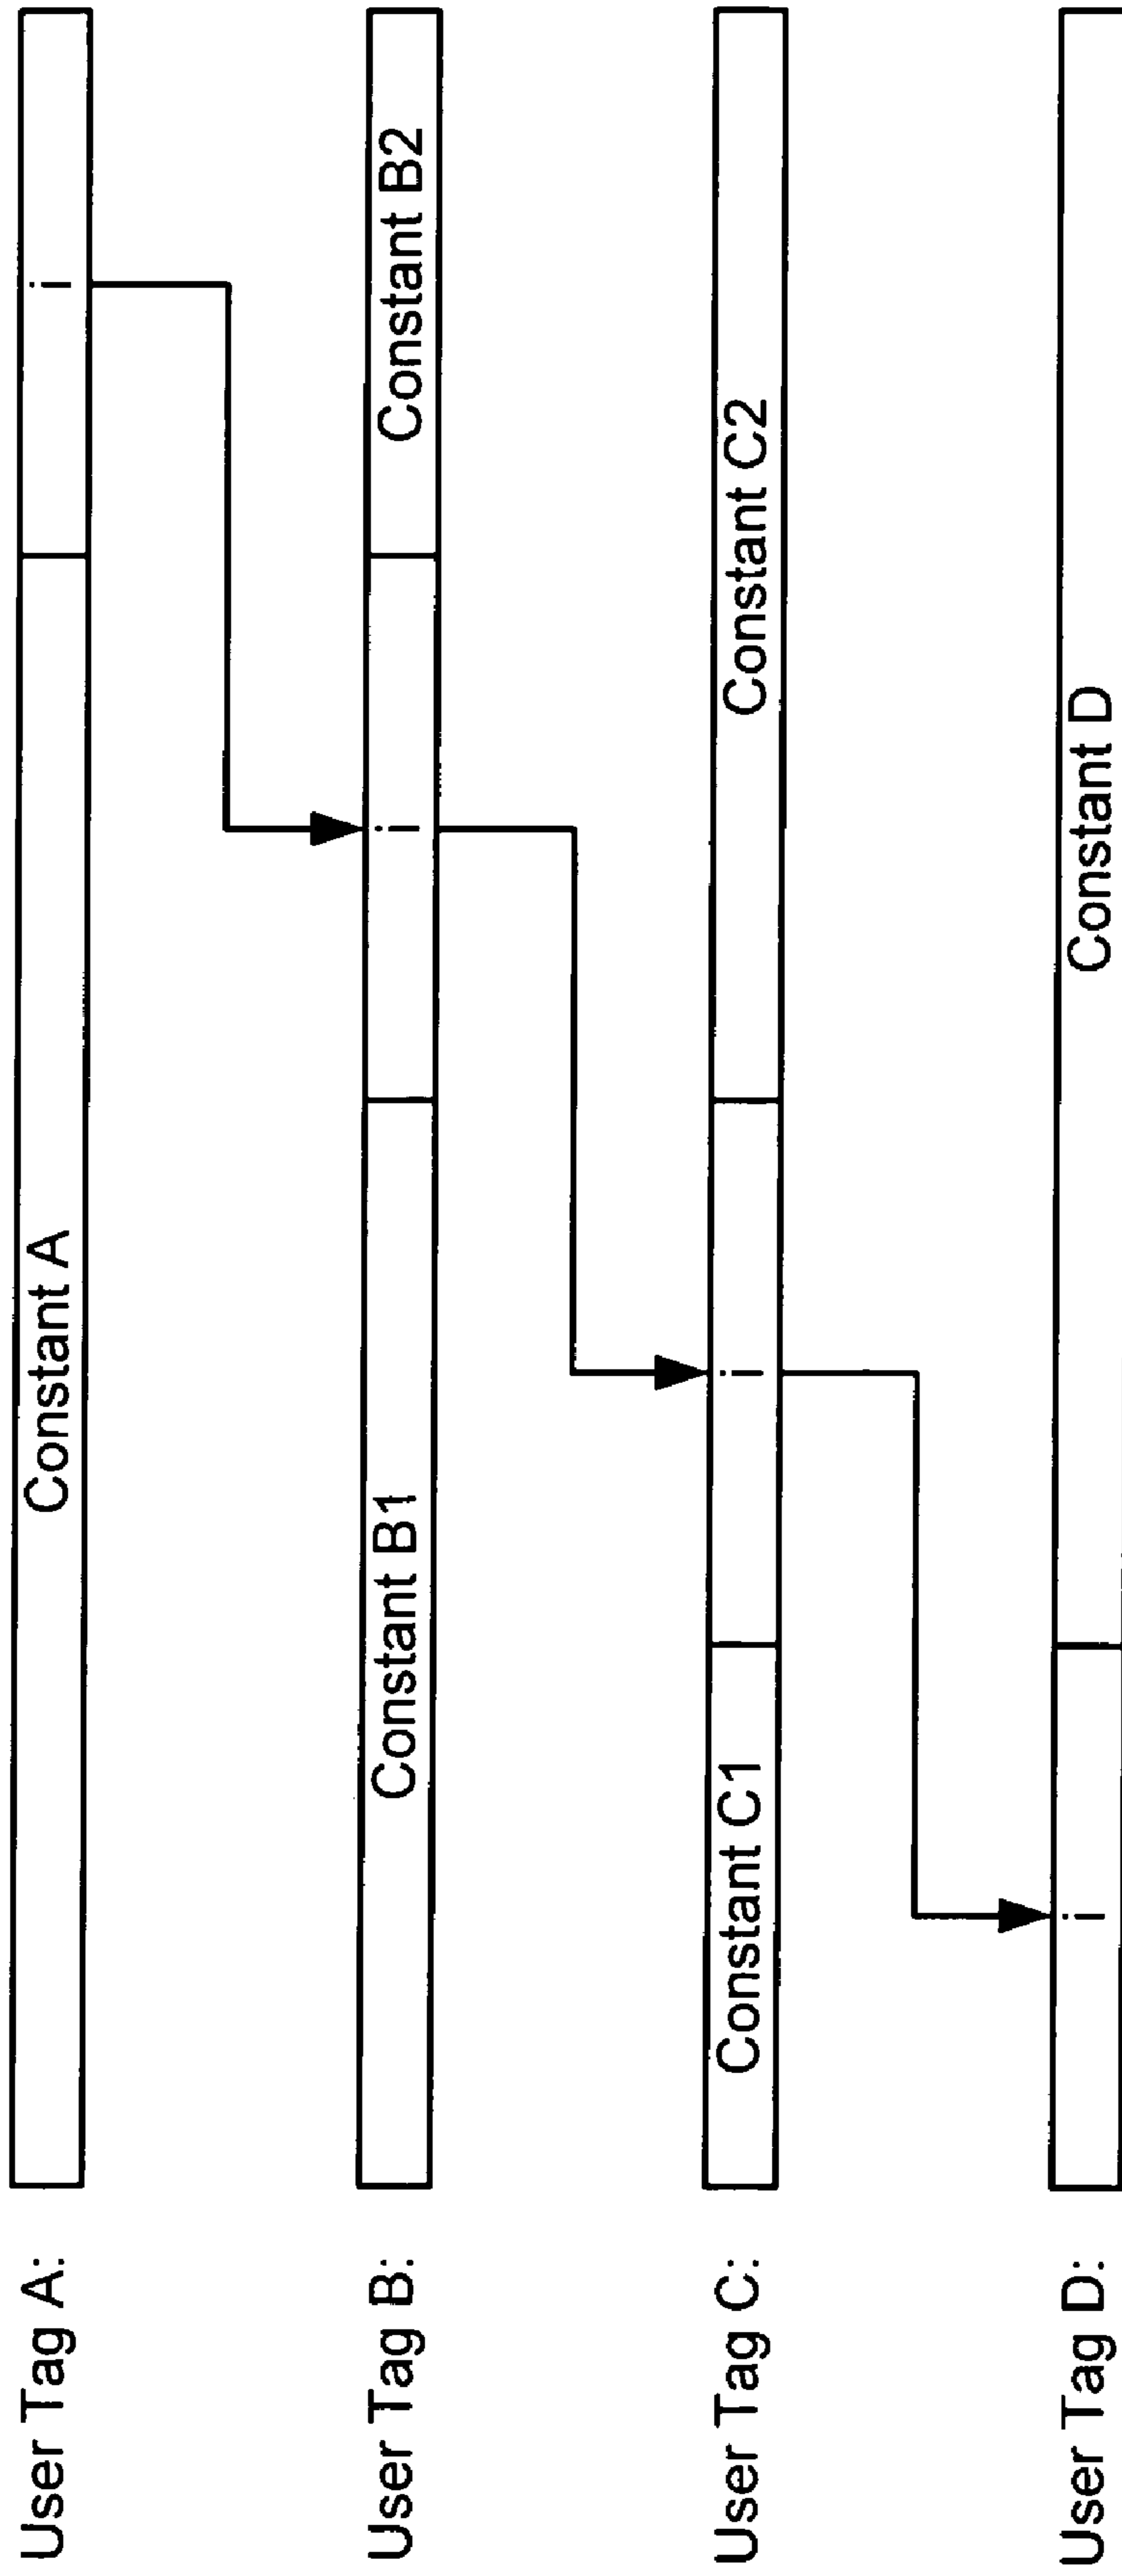 User Tag A: Constant A i
User Tag B: Constant B1 i Constant B2
User Tag C: Constant C1 i Constant C2
User Tag D: i Constant D